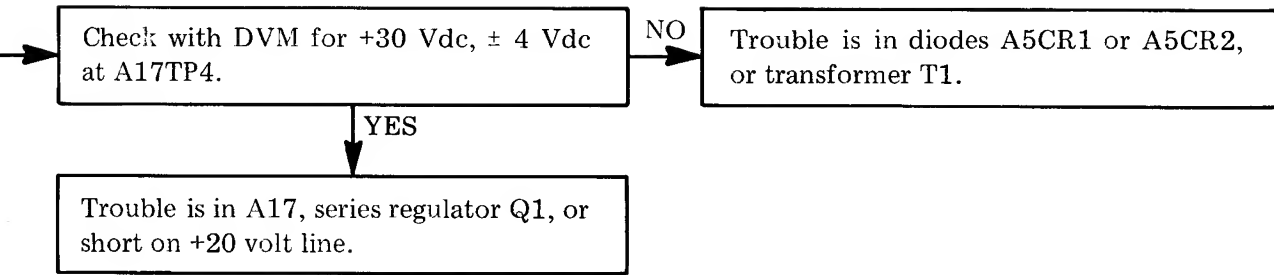 Check with DVM for +30 Vdc, ± 4 Vdc
at A17TP4.
NO
Trouble is in diodes A5CR1 or A5CR2,
or transformer T1.
YES
Trouble is in A17, series regulator Q1, or
short on +20 volt line.